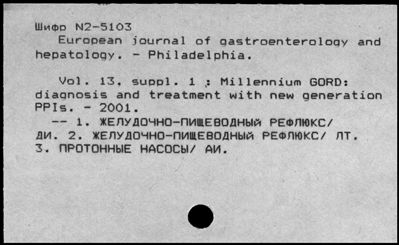 Шифр N2-5103
European journal of gastroenterology and
hepatology. - Philadelphia.
Vol. 13, suppl. 1 : Millennium GORD:
diagnosis and treatment with new generation
PPIs. - 2001.
-- 1. ЖЕЛУДОЧНО-ПИЩЕВОДНЫЙ РЕФЛЮКС/
ДИ. 2. ЖЕЛУДОЧНО-ПИЩЕВОДНЫЙ РЕФЛЮКС/ ЛТ.
3. ПРОТОННЫЕ НАСОСЫ/ АИ.